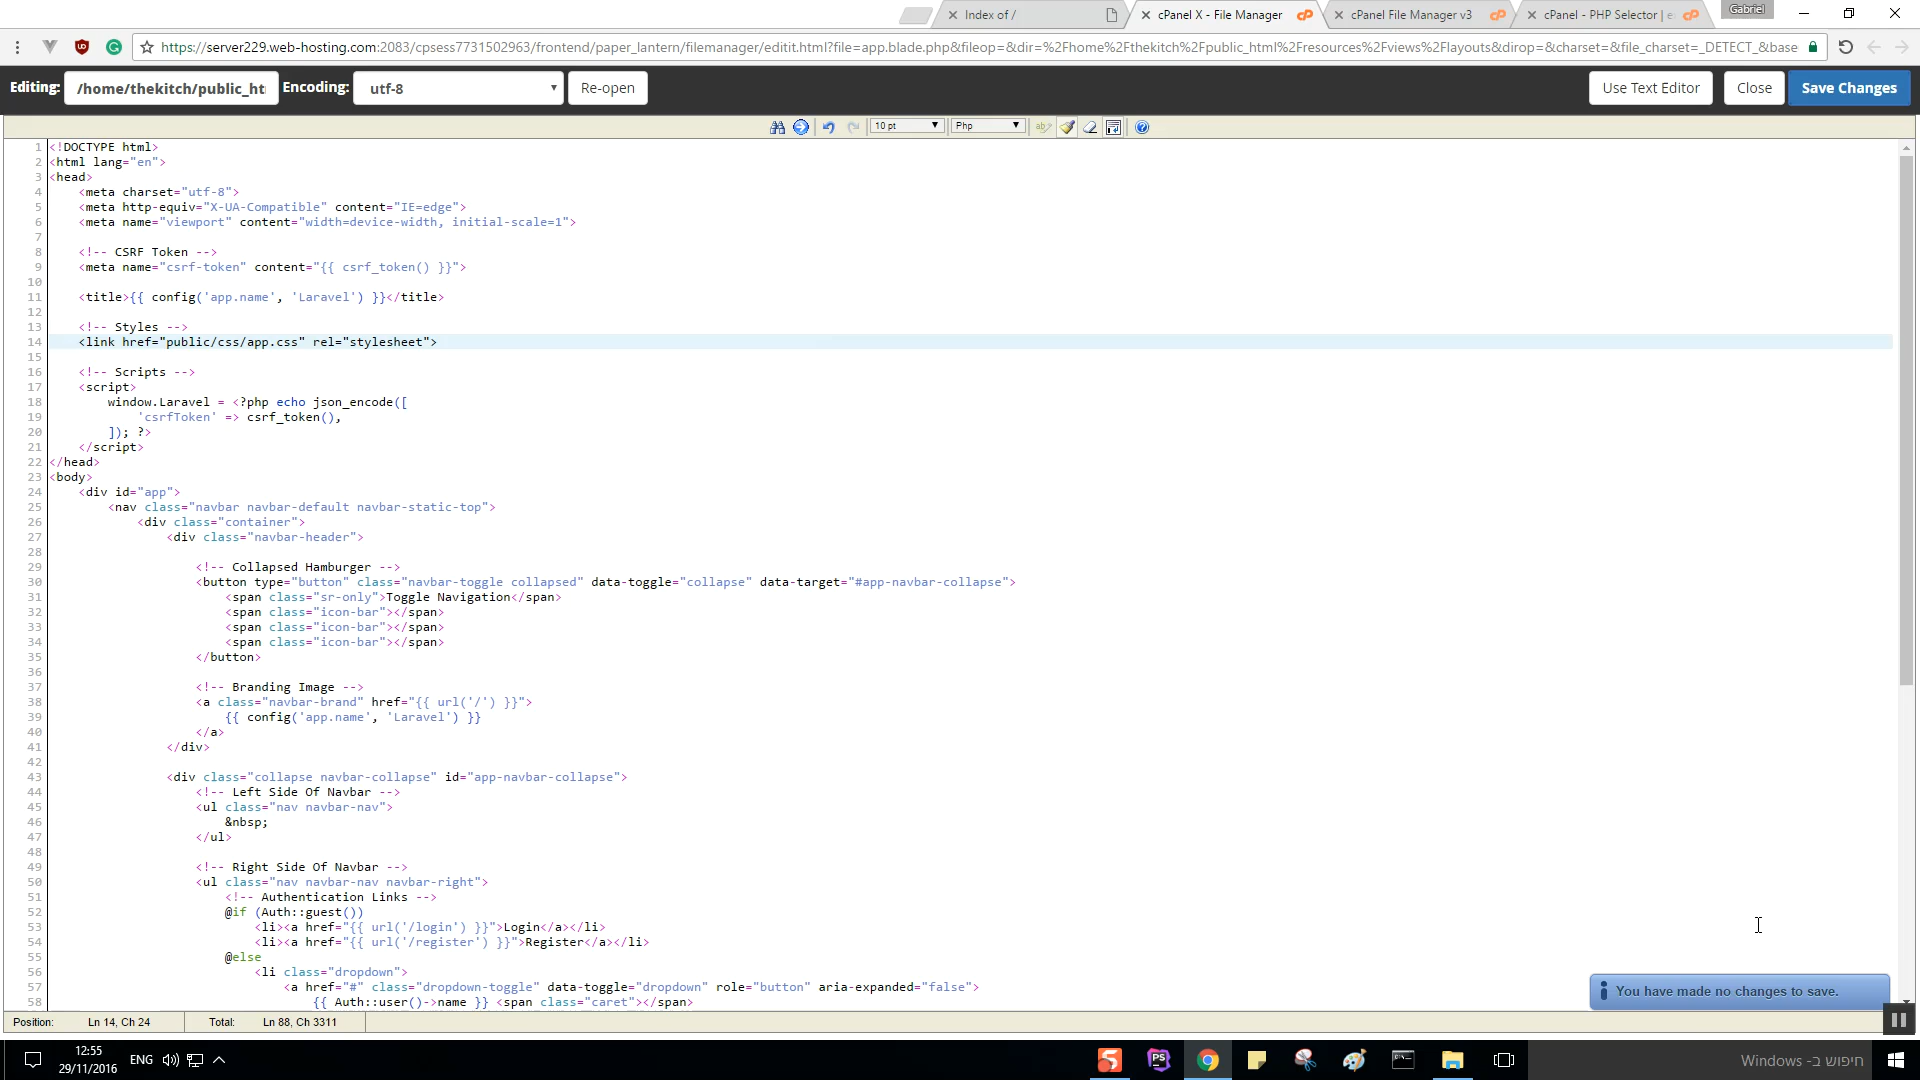 Index of /
cPanel X - File Manager
cPanel File Manager v3
cPanel - PHP Selector | e
Gabriel
https://server229.web-hosting.com:2083/cpsess7731502963/frontend/paper_lantern/filemanager/editit.html?file=app.blade.php&fileop=&dir=%2Fhome%2Fthekitch%2Fpublic_html%2Fresources%2Fviews%2Flayouts&dirop=&charset=&file_charset=_DETECT_&base
Editing: /home/thekitch/public_ht Encoding: utf-8 Re-open Use Text Editor Close Save Changes
10 pt Php
1 <!DOCTYPE html>
2 <html lang="en">
3 <head>
4 <meta charset="utf-8">
5 <meta http-equiv="X-UA-Compatible" content="IE=edge">
6 <meta name="viewport" content="width=device-width, initial-scale=1">
7
8 <!-- CSRF Token -->
9 <meta name="csrf-token" content="{{ csrf_token() }}">
10
11 <title>{{ config('app.name', 'Laravel') }}</title>
12
13 <!-- Styles -->
14 <link href="public/css/app.css" rel="stylesheet">
15
16 <!-- Scripts -->
17 <script>
18 window.Laravel = <?php echo json_encode([
19 'csrfToken' => csrf_token(),
20 ]); ?>
21 </script>
22 </head>
23 <body>
24 <div id="app">
25 <nav class="navbar navbar-default navbar-static-top">
26 <div class="container">
27 <div class="navbar-header">
28
29 <!-- Collapsed Hamburger -->
30 <button type="button" class="navbar-toggle collapsed" data-toggle="collapse" data-target="#app-navbar-collapse">
31 <span class="sr-only">Toggle Navigation</span>
32 <span class="icon-bar"></span>
33 <span class="icon-bar"></span>
34 <span class="icon-bar"></span>
35 </button>
36
37 <!-- Branding Image -->
38 <a class="navbar-brand" href="{{ url('/') }}">
39 {{ config('app.name', 'Laravel') }}
40 </a>
41 </div>
42
43 <div class="collapse navbar-collapse" id="app-navbar-collapse">
44 <!-- Left Side Of Navbar -->
45 <ul class="nav navbar-nav">
46 &nbsp;
47 </ul>
48
49 <!-- Right Side Of Navbar -->
50 <ul class="nav navbar-nav navbar-right">
51 <!-- Authentication Links -->
52 @if (Auth::guest())
53 <li><a href="{{ url('/login') }}">Login</a></li>
54 <li><a href="{{ url('/register') }}">Register</a></li>
55 @else
56 <li class="dropdown">
57 <a href="#" class="dropdown-toggle" data-toggle="dropdown" role="button" aria-expanded="false">
58 {{ Auth::user()->name }} <span class="caret"></span>
You have made no changes to save.
Position: Ln 14, Ch 24 Total: Ln 88, Ch 3311
12:55
29/11/2016
ENG
חיפוש ב- Windows